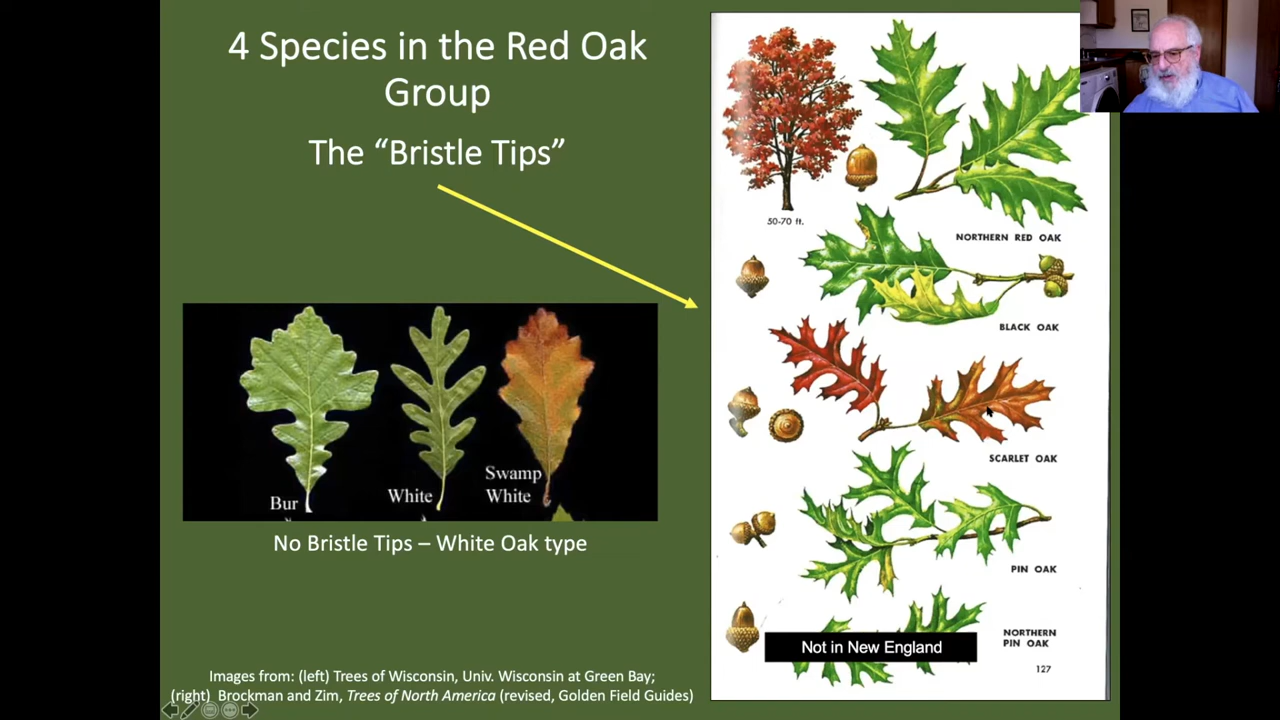 4 Species in the Red Oak
Group
The “Bristle Tips”
Bur
White
Swamp
White
No Bristle Tips – White Oak type
Images from: (left) Trees of Wisconsin, Univ. Wisconsin at Green Bay;
(right) Brockman and Zim, Trees of North America (revised, Golden Field Guides)
50-70 ft.
NORTHERN RED OAK
BLACK OAK
SCARLET OAK
PIN OAK
NORTHERN
PIN OAK
Not in New England
127